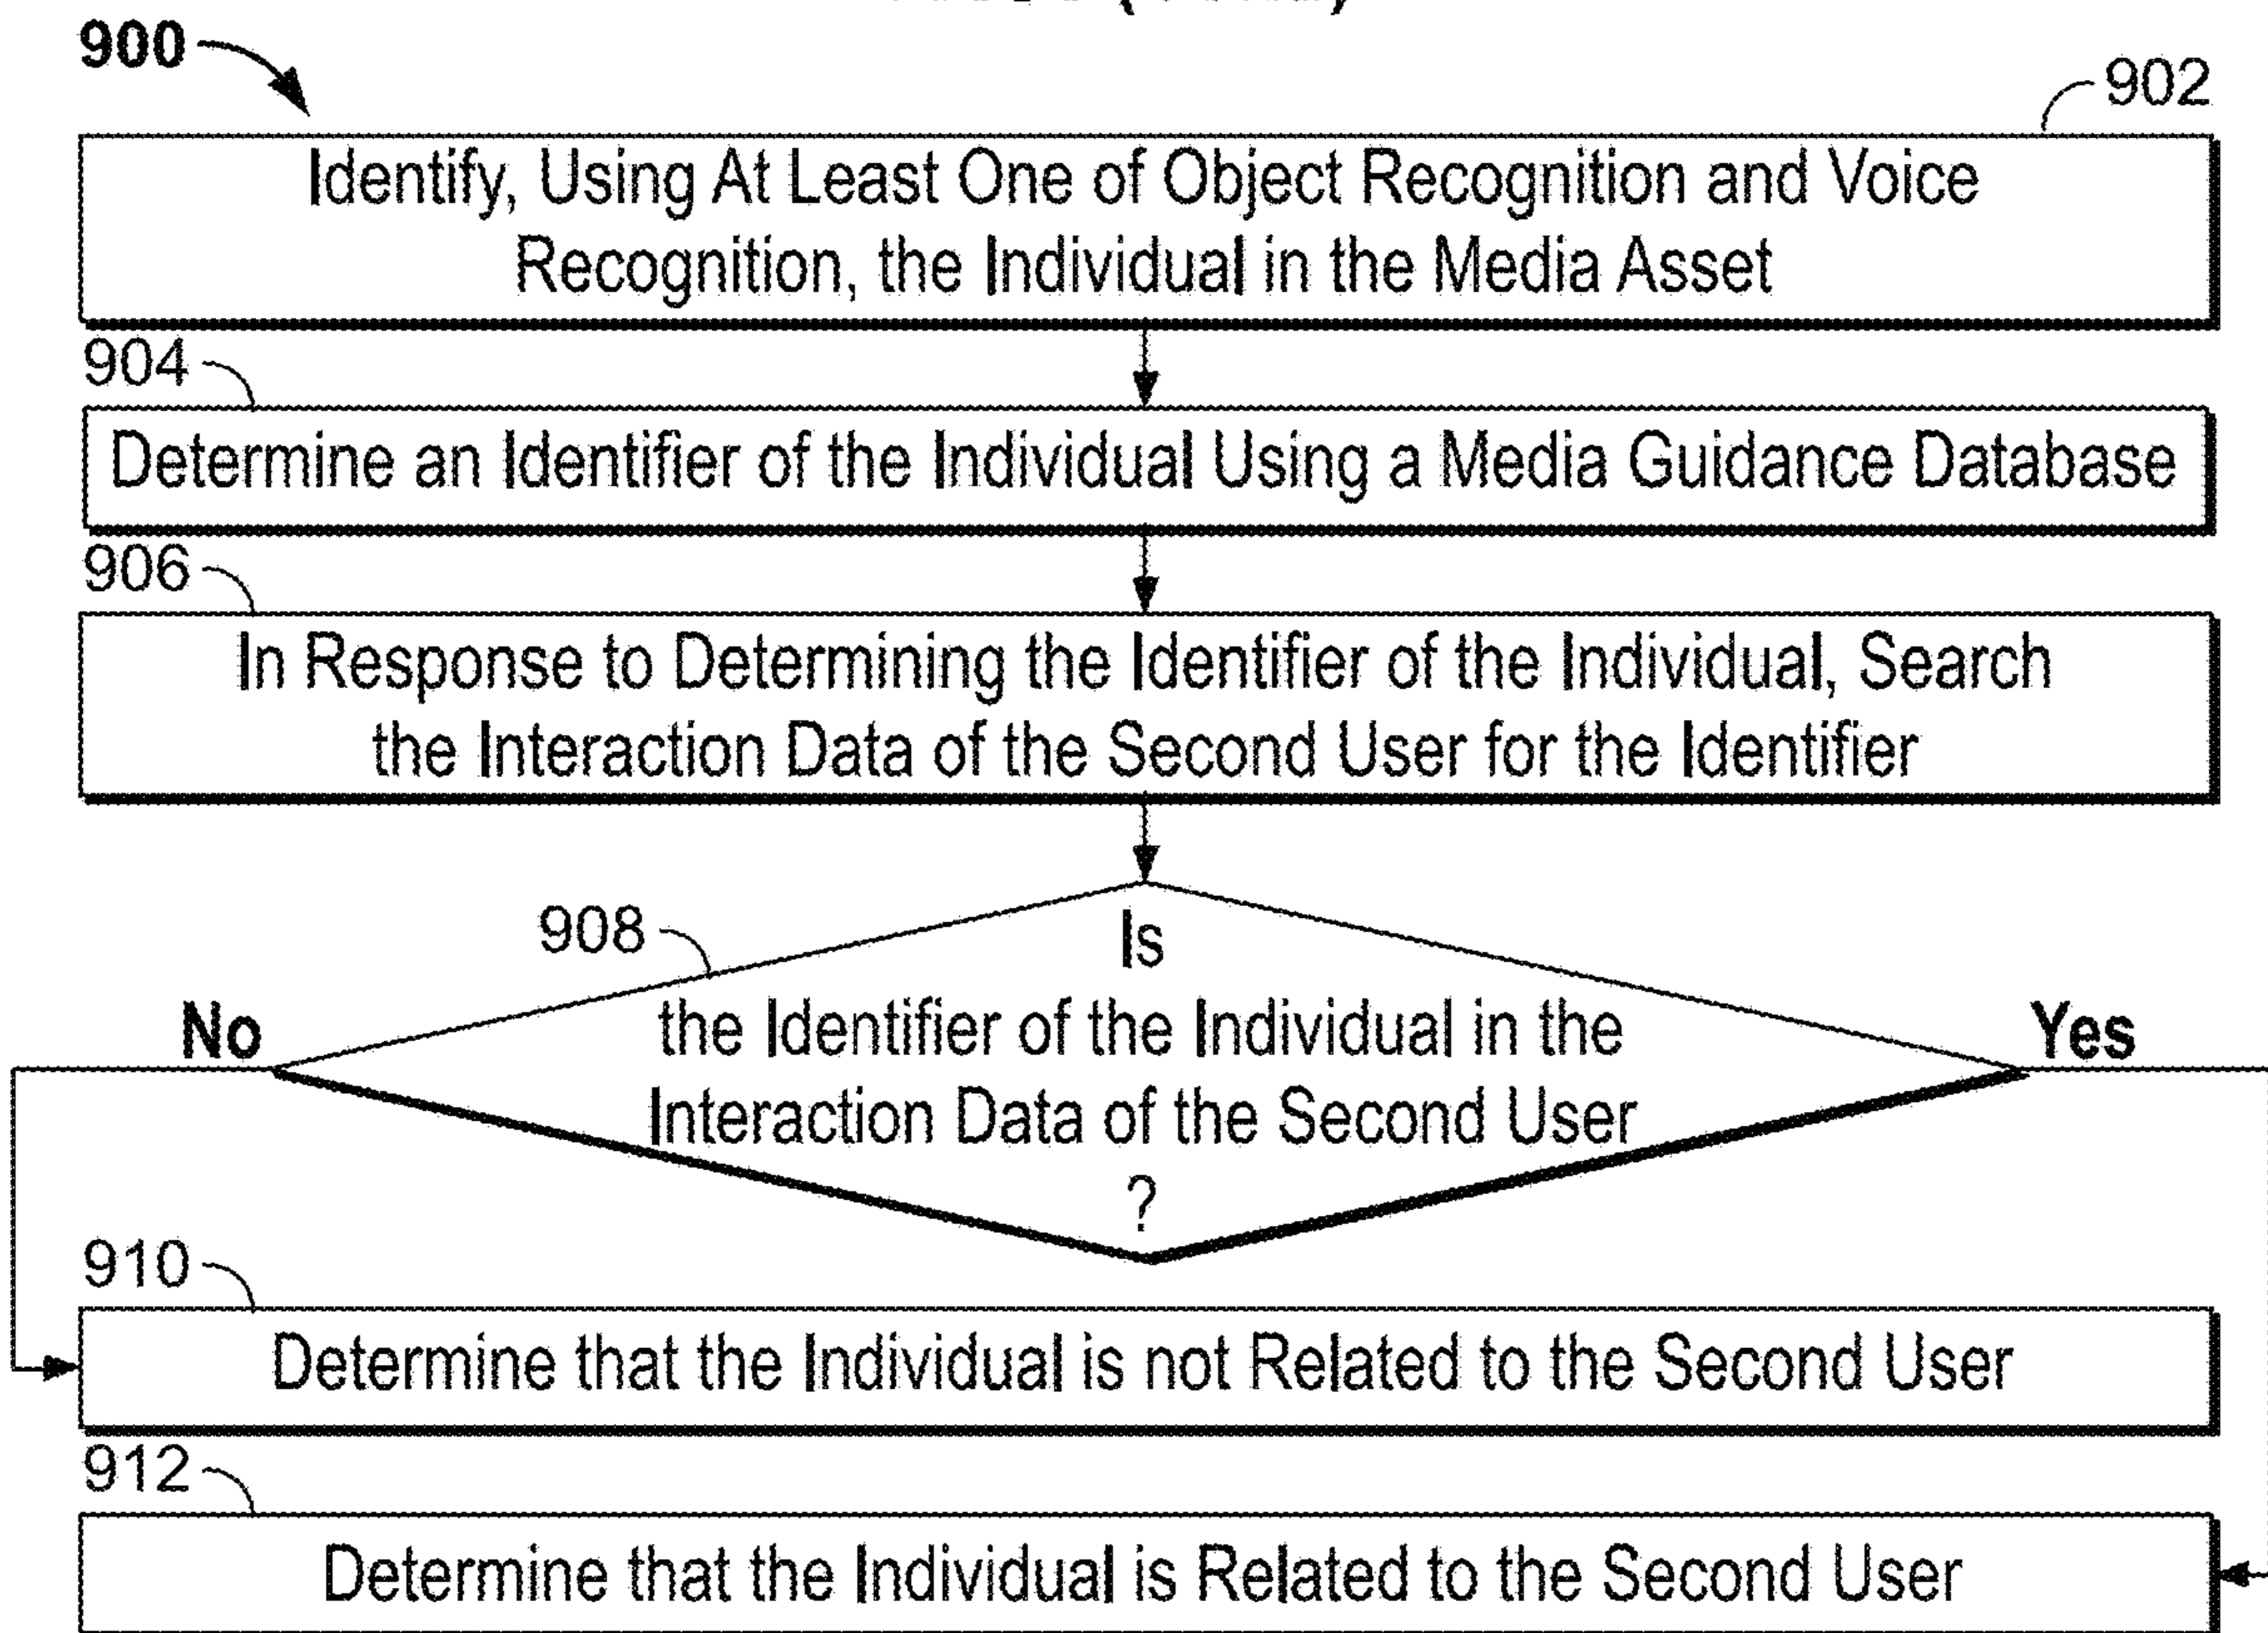 900
902
Identify, Using At Least One of Object Recognition and Voice
Recognition, the Individual in the Media Asset
904
Determine an Identifier of the Individual Using a Media Guidance Database
906
In Response to Determining the Identifier of the Individual, Search
the Interaction Data of the Second User for the Identifier
908
Is
the Identifier of the Individual in the
Interaction Data of the Second User
?
No
Yes
910
Determine that the Individual is not Related to the Second User
912
Determine that the Individual is Related to the Second User